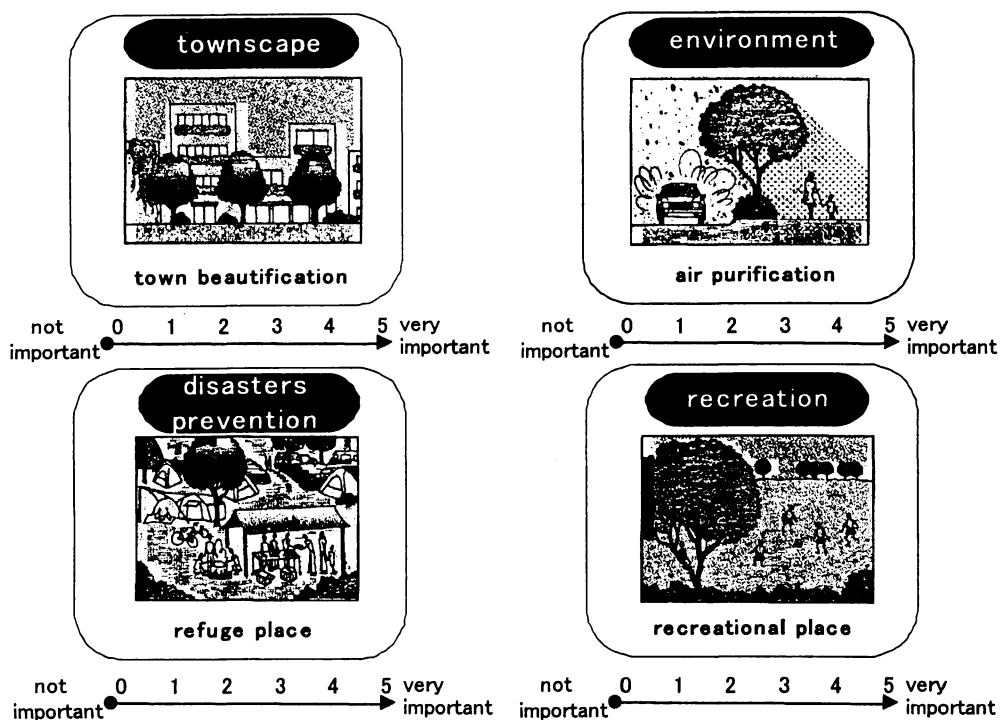 townscape
town beautification
not important 0 1 2 3 4 5 very important
environment
air purification
not important 0 1 2 3 4 5 very important
disasters
prevention
refuge place
not important 0 1 2 3 4 5 very important
recreation
recreational place
not important 0 1 2 3 4 5 very important